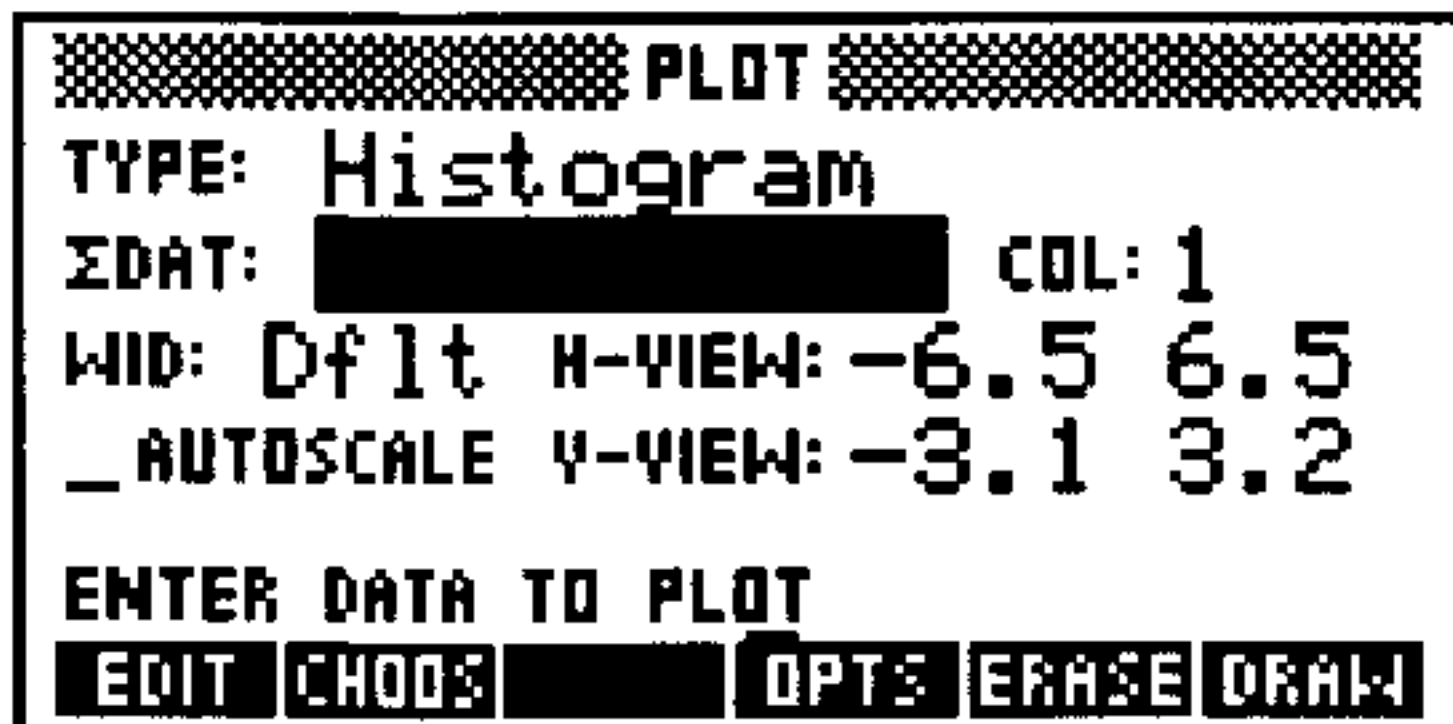 PLOT
TYPE: Histogram
ΣDAT: COL: 1
WID: Dflt H-VIEW: -6.5 6.5
_AUTOSCALE V-VIEW: -3.1 3.2
ENTER DATA TO PLOT
EDIT CHOOS OPTS ERASE DRAW